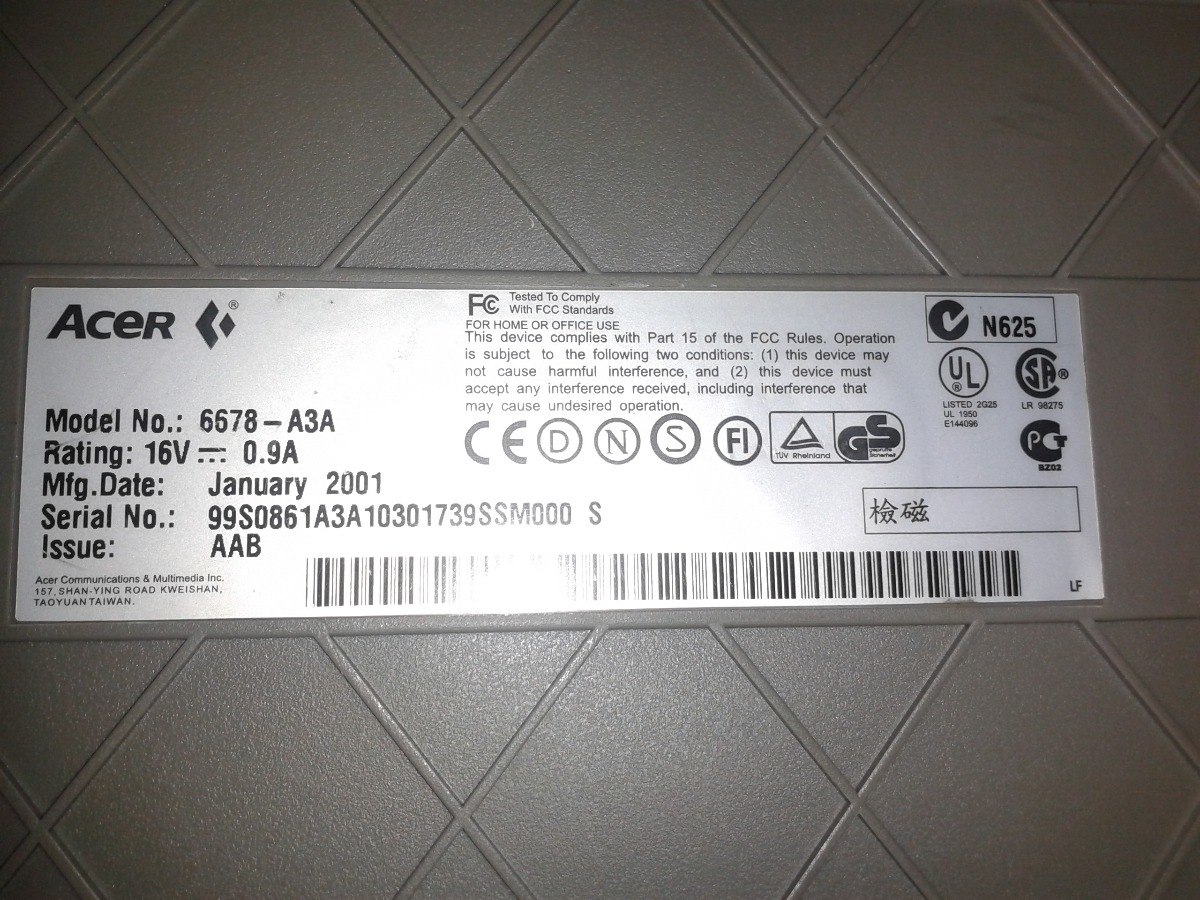 Acer ®
Model No.: 6678-A3A
Rating: 16V 0.9A
Mfg.Date: January 2001
Serial No.: 99S0861A3A10301739SSM000 S
Issue: AAB
Acer Communications & Multimedia Inc.
157, SHAN-YING ROAD KWEISHAN,
TAOYUAN TAIWAN.
FC Tested To Comply
With FCC Standards
FOR HOME OR OFFICE USE
This device complies with Part 15 of the FCC Rules. Operation
is subject to the following two conditions: (1) this device may
not cause harmful interference, and (2) this device must
accept any interference received, including interference that
may cause undesired operation.
CE D N S FI
TÜV Rheinland
GS
geprüfte
Sicherheit
N625
UL ®
LISTED 2G25
UL 1950
E144096
SA ®
LR 98275
PG
BZ02
檢磁
LF